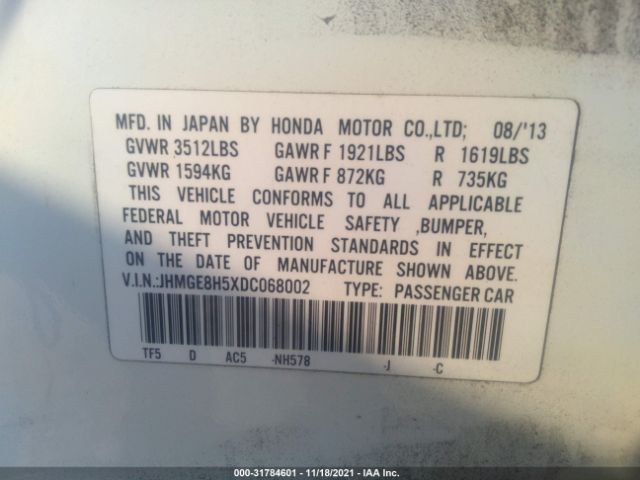 MFD. IN JAPAN BY HONDA MOTOR CO.,LTD; 08/'13
GVWR 3512LBS GAWR F 1921LBS R 1619LBS
GVWR 1594KG GAWR F 872KG R 735KG
THIS VEHICLE CONFORMS TO ALL APPLICABLE
FEDERAL MOTOR VEHICLE SAFETY ,BUMPER,
AND THEFT PREVENTION STANDARDS IN EFFECT
ON THE DATE OF MANUFACTURE SHOWN ABOVE.
V.I.N.:JHMGE8H5XDC068002 TYPE: PASSENGER CAR
TF5 D AC5 -NH578 -J -C
000-31784601 - 11/18/2021 - IAA Inc.